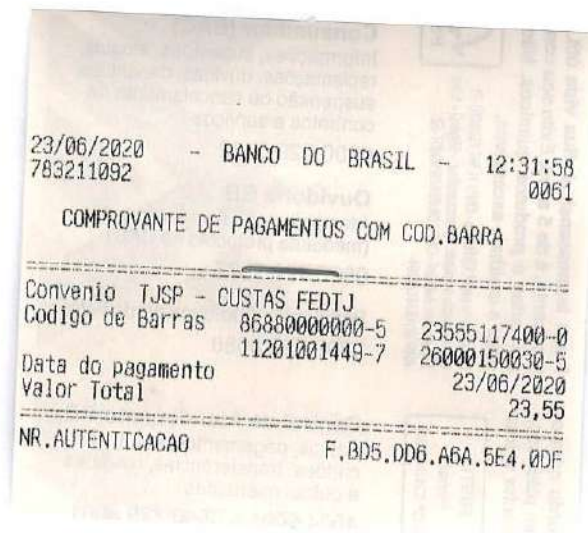 23/06/2020 - BANCO DO BRASIL - 12:31:58
783211092 0061
COMPROVANTE DE PAGAMENTOS COM COD.BARRA
Convenio TJSP - CUSTAS FEDTJ
Codigo de Barras 86880000000-5 23555117400-0
11201001449-7 26000150030-5
Data do pagamento 23/06/2020
Valor Total 23,55
NR.AUTENTICACAO F.BD5.DD6.A6A.5E4.0DF